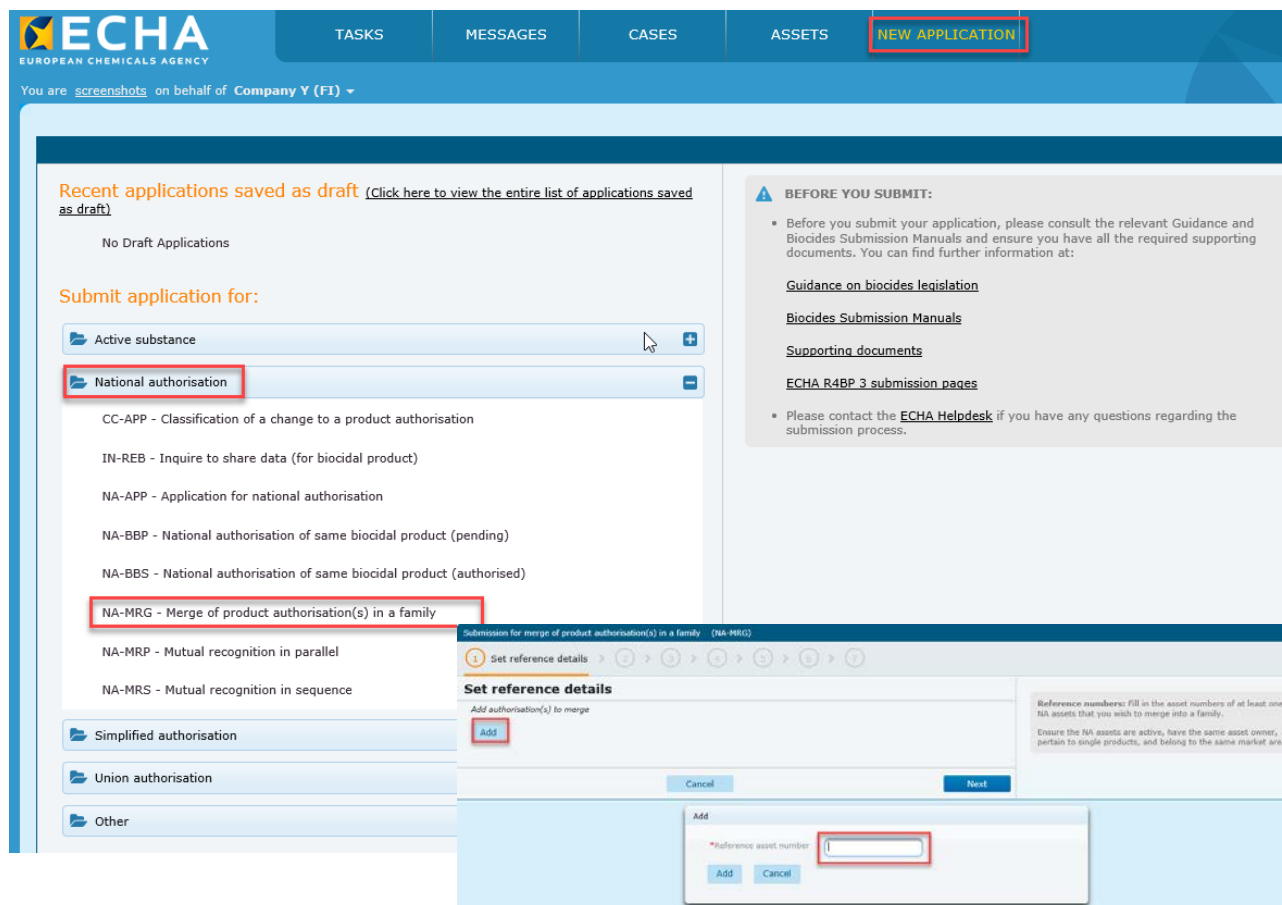 ECHA
EUROPEAN CHEMICALS AGENCY
TASKS
MESSAGES
CASES
ASSETS
NEW APPLICATION
You are screenshots on behalf of Company Y (FI)
Recent applications saved as draft (Click here to view the entire list of applications saved
as draft)
No Draft Applications
Submit application for:
Active substance
National authorisation
CC-APP - Classification of a change to a product authorisation
IN-REB - Inquire to share data (for biocidal product)
NA-APP - Application for national authorisation
NA-BBP - National authorisation of same biocidal product (pending)
NA-BBS - National authorisation of same biocidal product (authorised)
NA-MRG - Merge of product authorisation(s) in a family
NA-MRP - Mutual recognition in parallel
NA-MRS - Mutual recognition in sequence
Simplified authorisation
Union authorisation
Other
BEFORE YOU SUBMIT:
• Before you submit your application, please consult the relevant Guidance and
Biocides Submission Manuals and ensure you have all the required supporting
documents. You can find further information at:
Guidance on biocides legislation
Biocides Submission Manuals
Supporting documents
ECHA R4BP 3 submission pages
• Please contact the ECHA Helpdesk if you have any questions regarding the
submission process.
Submission for merge of product authorisation(s) in a family (NA-MRG)
1 Set reference details > 2 > 3 > 4 > 5 > 6 > 7
Set reference details
Add authorisation(s) to merge
Add
Cancel
Next
Reference numbers: Fill in the asset numbers of at least one
NA assets that you wish to merge into a family.
Ensure the NA assets are active, have the same asset owner,
pertain to single products, and belong to the same market are
Add
*Reference asset number
Add
Cancel